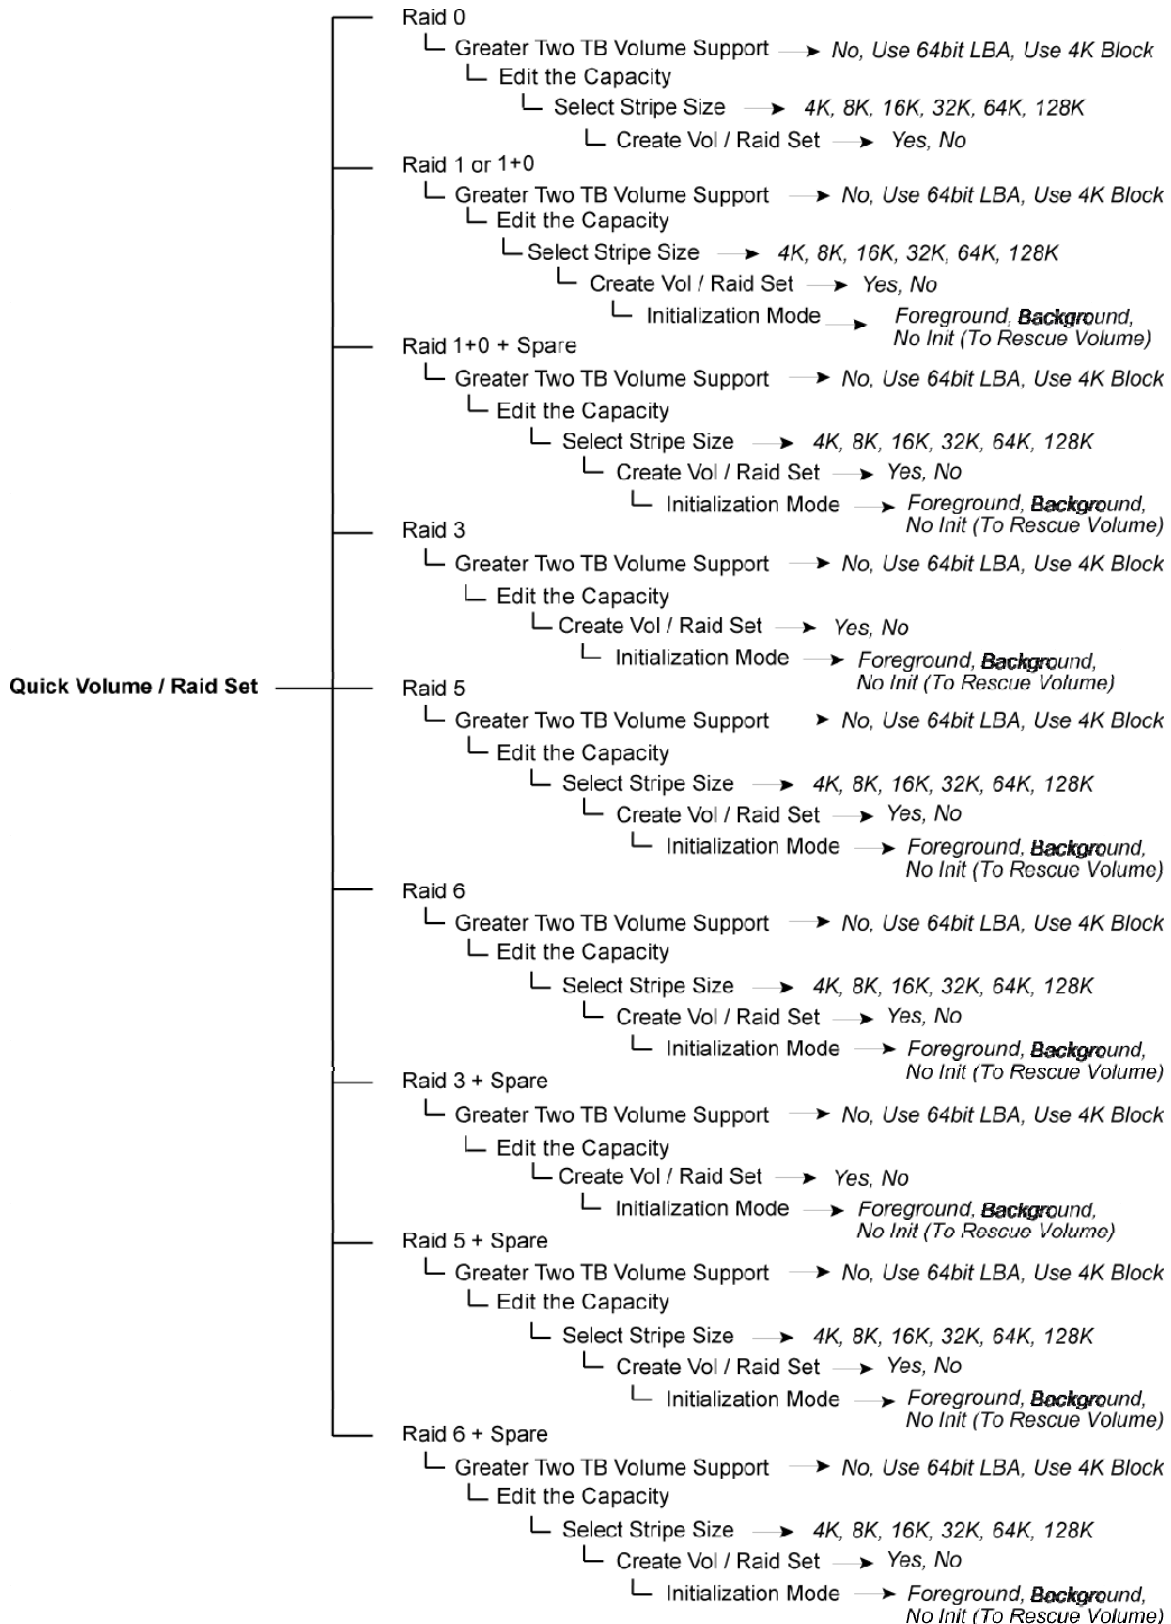 Raid 0
Greater Two TB Volume Support No, Use 64bit LBA, Use 4K Block
Edit the Capacity
Select Stripe Size 4K, 8K, 16K, 32K, 64K, 128K
Create Vol / Raid Set Yes, No
Raid 1 or 1+0
Greater Two TB Volume Support No, Use 64bit LBA, Use 4K Block
Edit the Capacity
Select Stripe Size 4K, 8K, 16K, 32K, 64K, 128K
Create Vol / Raid Set Yes, No
Initialization Mode Foreground, Background,
No Init (To Rescue Volume)
Raid 1+0 + Spare
Greater Two TB Volume Support No, Use 64bit LBA, Use 4K Block
Edit the Capacity
Select Stripe Size 4K, 8K, 16K, 32K, 64K, 128K
Create Vol / Raid Set Yes, No
Initialization Mode Foreground, Background,
No Init (To Rescue Volume)
Raid 3
Greater Two TB Volume Support No, Use 64bit LBA, Use 4K Block
Edit the Capacity
Create Vol / Raid Set Yes, No
Initialization Mode Foreground, Background,
No Init (To Rescue Volume)
Quick Volume / Raid Set Raid 5
Greater Two TB Volume Support No, Use 64bit LBA, Use 4K Block
Edit the Capacity
Select Stripe Size 4K, 8K, 16K, 32K, 64K, 128K
Create Vol / Raid Set Yes, No
Initialization Mode Foreground, Background,
No Init (To Rescue Volume)
Raid 6
Greater Two TB Volume Support No, Use 64bit LBA, Use 4K Block
Edit the Capacity
Select Stripe Size 4K, 8K, 16K, 32K, 64K, 128K
Create Vol / Raid Set Yes, No
Initialization Mode Foreground, Background,
No Init (To Rescue Volume)
Raid 3 + Spare
Greater Two TB Volume Support No, Use 64bit LBA, Use 4K Block
Edit the Capacity
Create Vol / Raid Set Yes, No
Initialization Mode Foreground, Background,
No Init (To Rescue Volume)
Raid 5 + Spare
Greater Two TB Volume Support No, Use 64bit LBA, Use 4K Block
Edit the Capacity
Select Stripe Size 4K, 8K, 16K, 32K, 64K, 128K
Create Vol / Raid Set Yes, No
Initialization Mode Foreground, Background,
No Init (To Rescue Volume)
Raid 6 + Spare
Greater Two TB Volume Support No, Use 64bit LBA, Use 4K Block
Edit the Capacity
Select Stripe Size 4K, 8K, 16K, 32K, 64K, 128K
Create Vol / Raid Set Yes, No
Initialization Mode Foreground, Background,
No Init (To Rescue Volume)